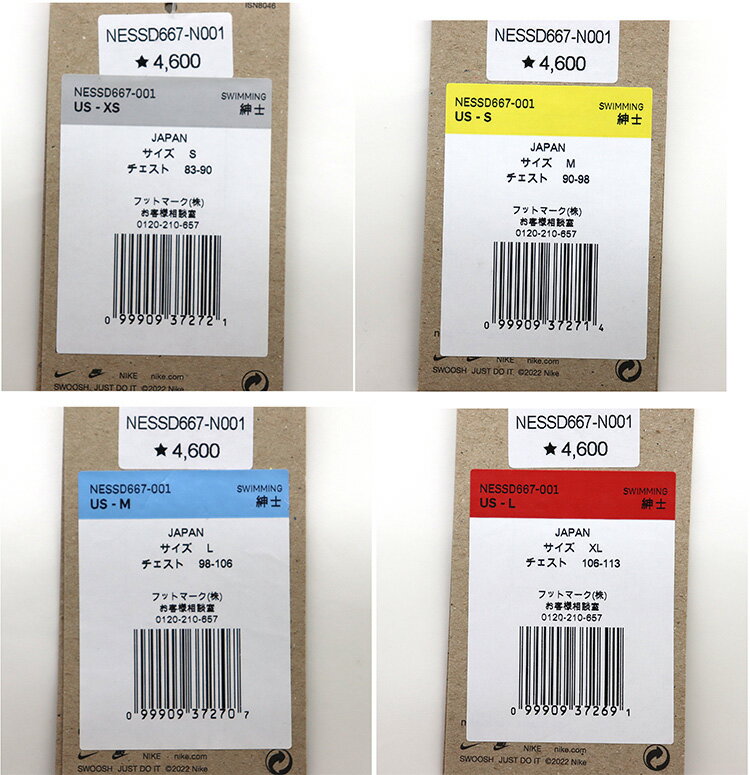 ISN8046
NESSD667-N001
★4,600
NESSD667-001 SWIMMING
US - XS 紳士
JAPAN
サイズ S
チェスト 83-90
フットマーク(株)
お客様相談室
0120-210-657
0 99909 37272 1
NIKE nike.com
SWOOSH, JUST DO IT ©2022 Nike
NESSD667-N001
★4,600
NESSD667-001 SWIMMING
US - S 紳士
JAPAN
サイズ M
チェスト 90-98
フットマーク(株)
お客様相談室
0120-210-657
0 99909 37271 4
NIKE nike.com
SWOOSH JUST DO IT ©2022 Nike
NESSD667-N001
★4,600
NESSD667-001 SWIMMING
US - M 紳士
JAPAN
サイズ L
チェスト 98-106
フットマーク(株)
お客様相談室
0120-210-657
0 99909 37270 7
NIKE nike.com
SWOOSH JUST DO IT ©2022 Nike
NESSD667-N001
★4,600
NESSD667-001 SWIMMING
US - L 紳士
JAPAN
サイズ XL
チェスト 106-113
フットマーク(株)
お客様相談室
0120-210-657
0 99909 37269 1
NIKE nike.com
SWOOSH, JUST DO IT ©2022 Nike